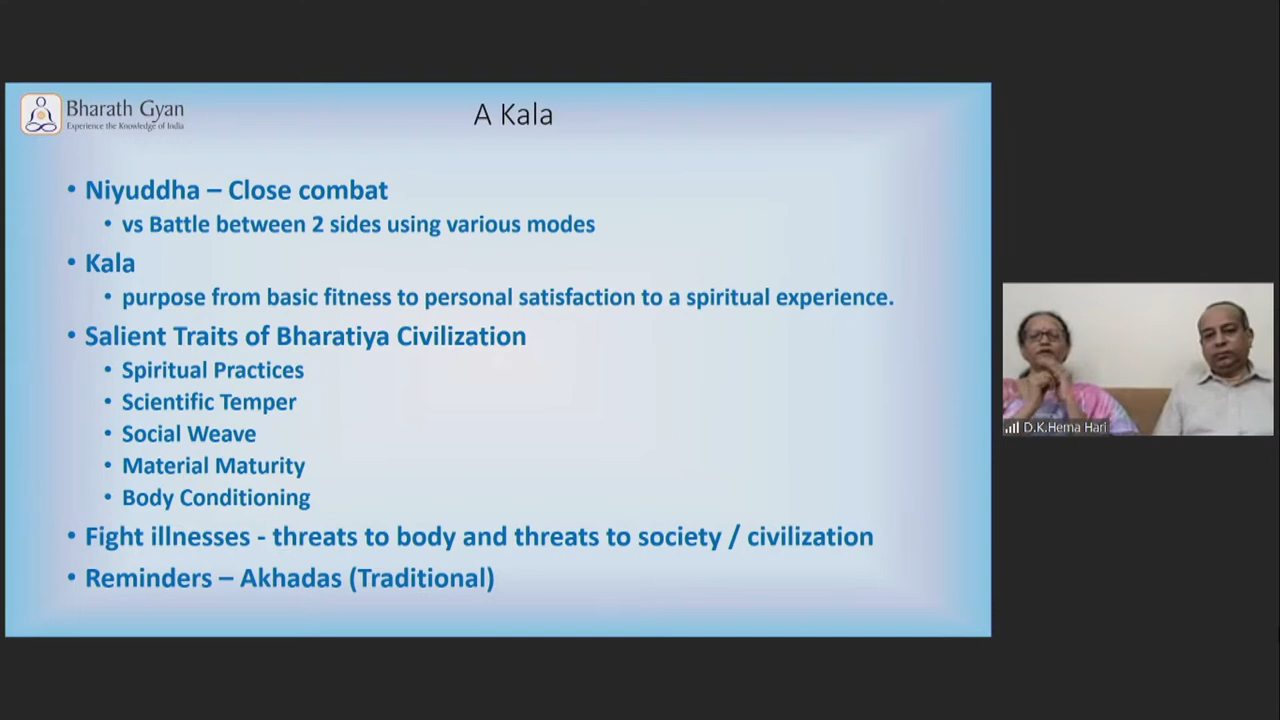 Bharath Gyan
Experience the Knowledge of India
A Kala
• Niyuddha – Close combat
• vs Battle between 2 sides using various modes
• Kala
• purpose from basic fitness to personal satisfaction to a spiritual experience.
• Salient Traits of Bharatiya Civilization
• Spiritual Practices
• Scientific Temper
• Social Weave
• Material Maturity
• Body Conditioning
• Fight illnesses - threats to body and threats to society / civilization
• Reminders – Akhadas (Traditional)
D.K.Hema Hari